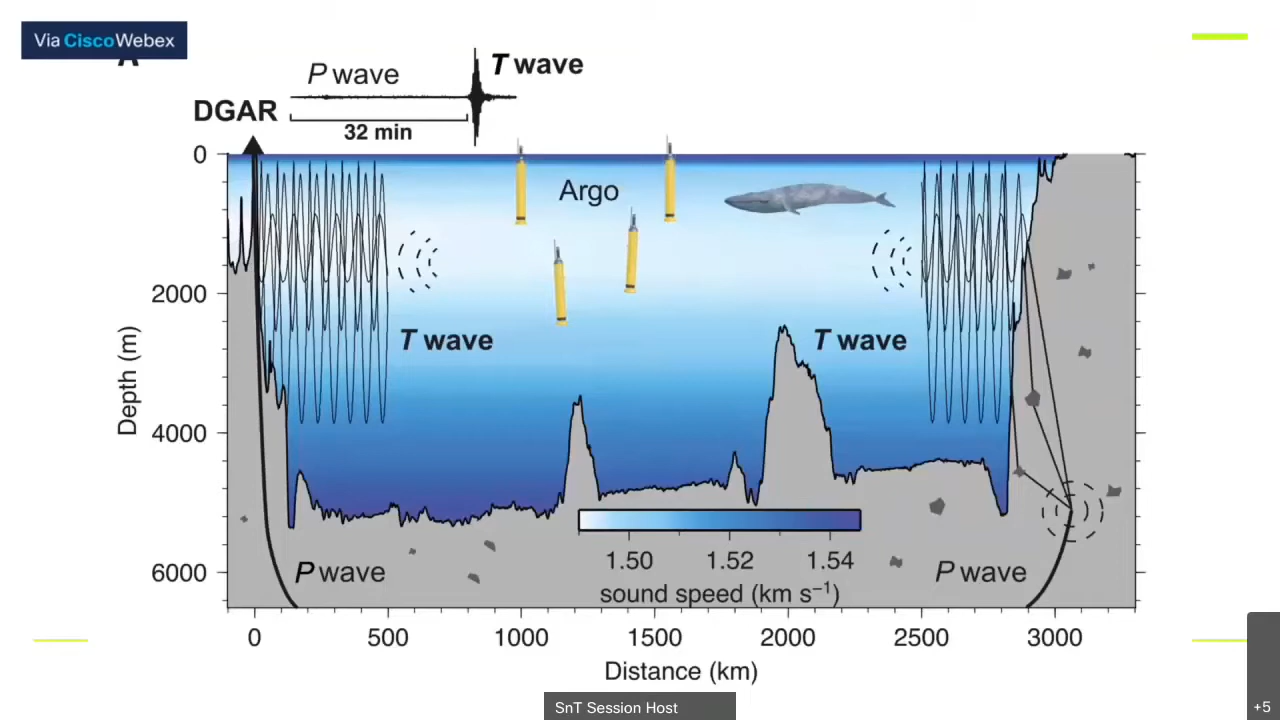 Via Cisco Webex
A
P wave
T wave
DGAR
32 min
0
Argo
2000
T wave
T wave
Depth (m)
4000
1.50 1.52 1.54
6000
P wave
P wave
sound speed (km s⁻¹)
0 500 1000 1500 2000 2500 3000
Distance (km)
SnT Session Host
+5